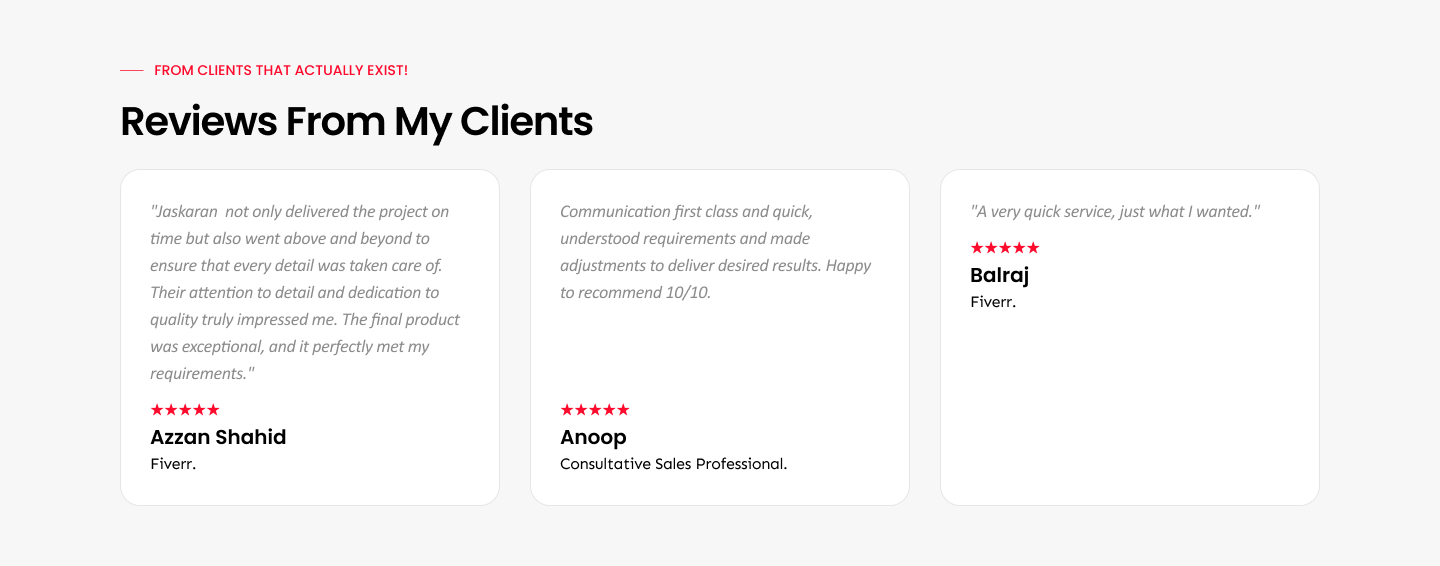 FROM CLIENTS THAT ACTUALLY EXIST!
Reviews From My Clients
"Jaskaran  not only delivered the project on
time but also went above and beyond to
ensure that every detail was taken care of.
Their attention to detail and dedication to
quality truly impressed me. The final product
was exceptional, and it perfectly met my
requirements."
★★★★★
Azzan Shahid
Fiverr.
Communication first class and quick,
understood requirements and made
adjustments to deliver desired results. Happy
to recommend 10/10.
★★★★★
Anoop
Consultative Sales Professional.
"A very quick service, just what I wanted."
★★★★★
Balraj
Fiverr.